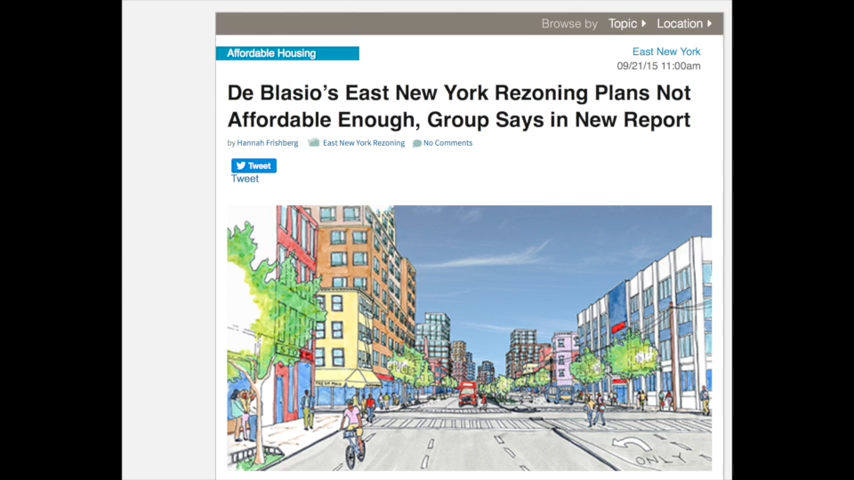 Browse by Topic Location
Affordable Housing
East New York
09/21/15 11:00am
De Blasio's East New York Rezoning Plans Not
Affordable Enough, Group Says in New Report
by Hannah Frishberg East New York Rezoning No Comments
Tweet
Tweet
ONLY